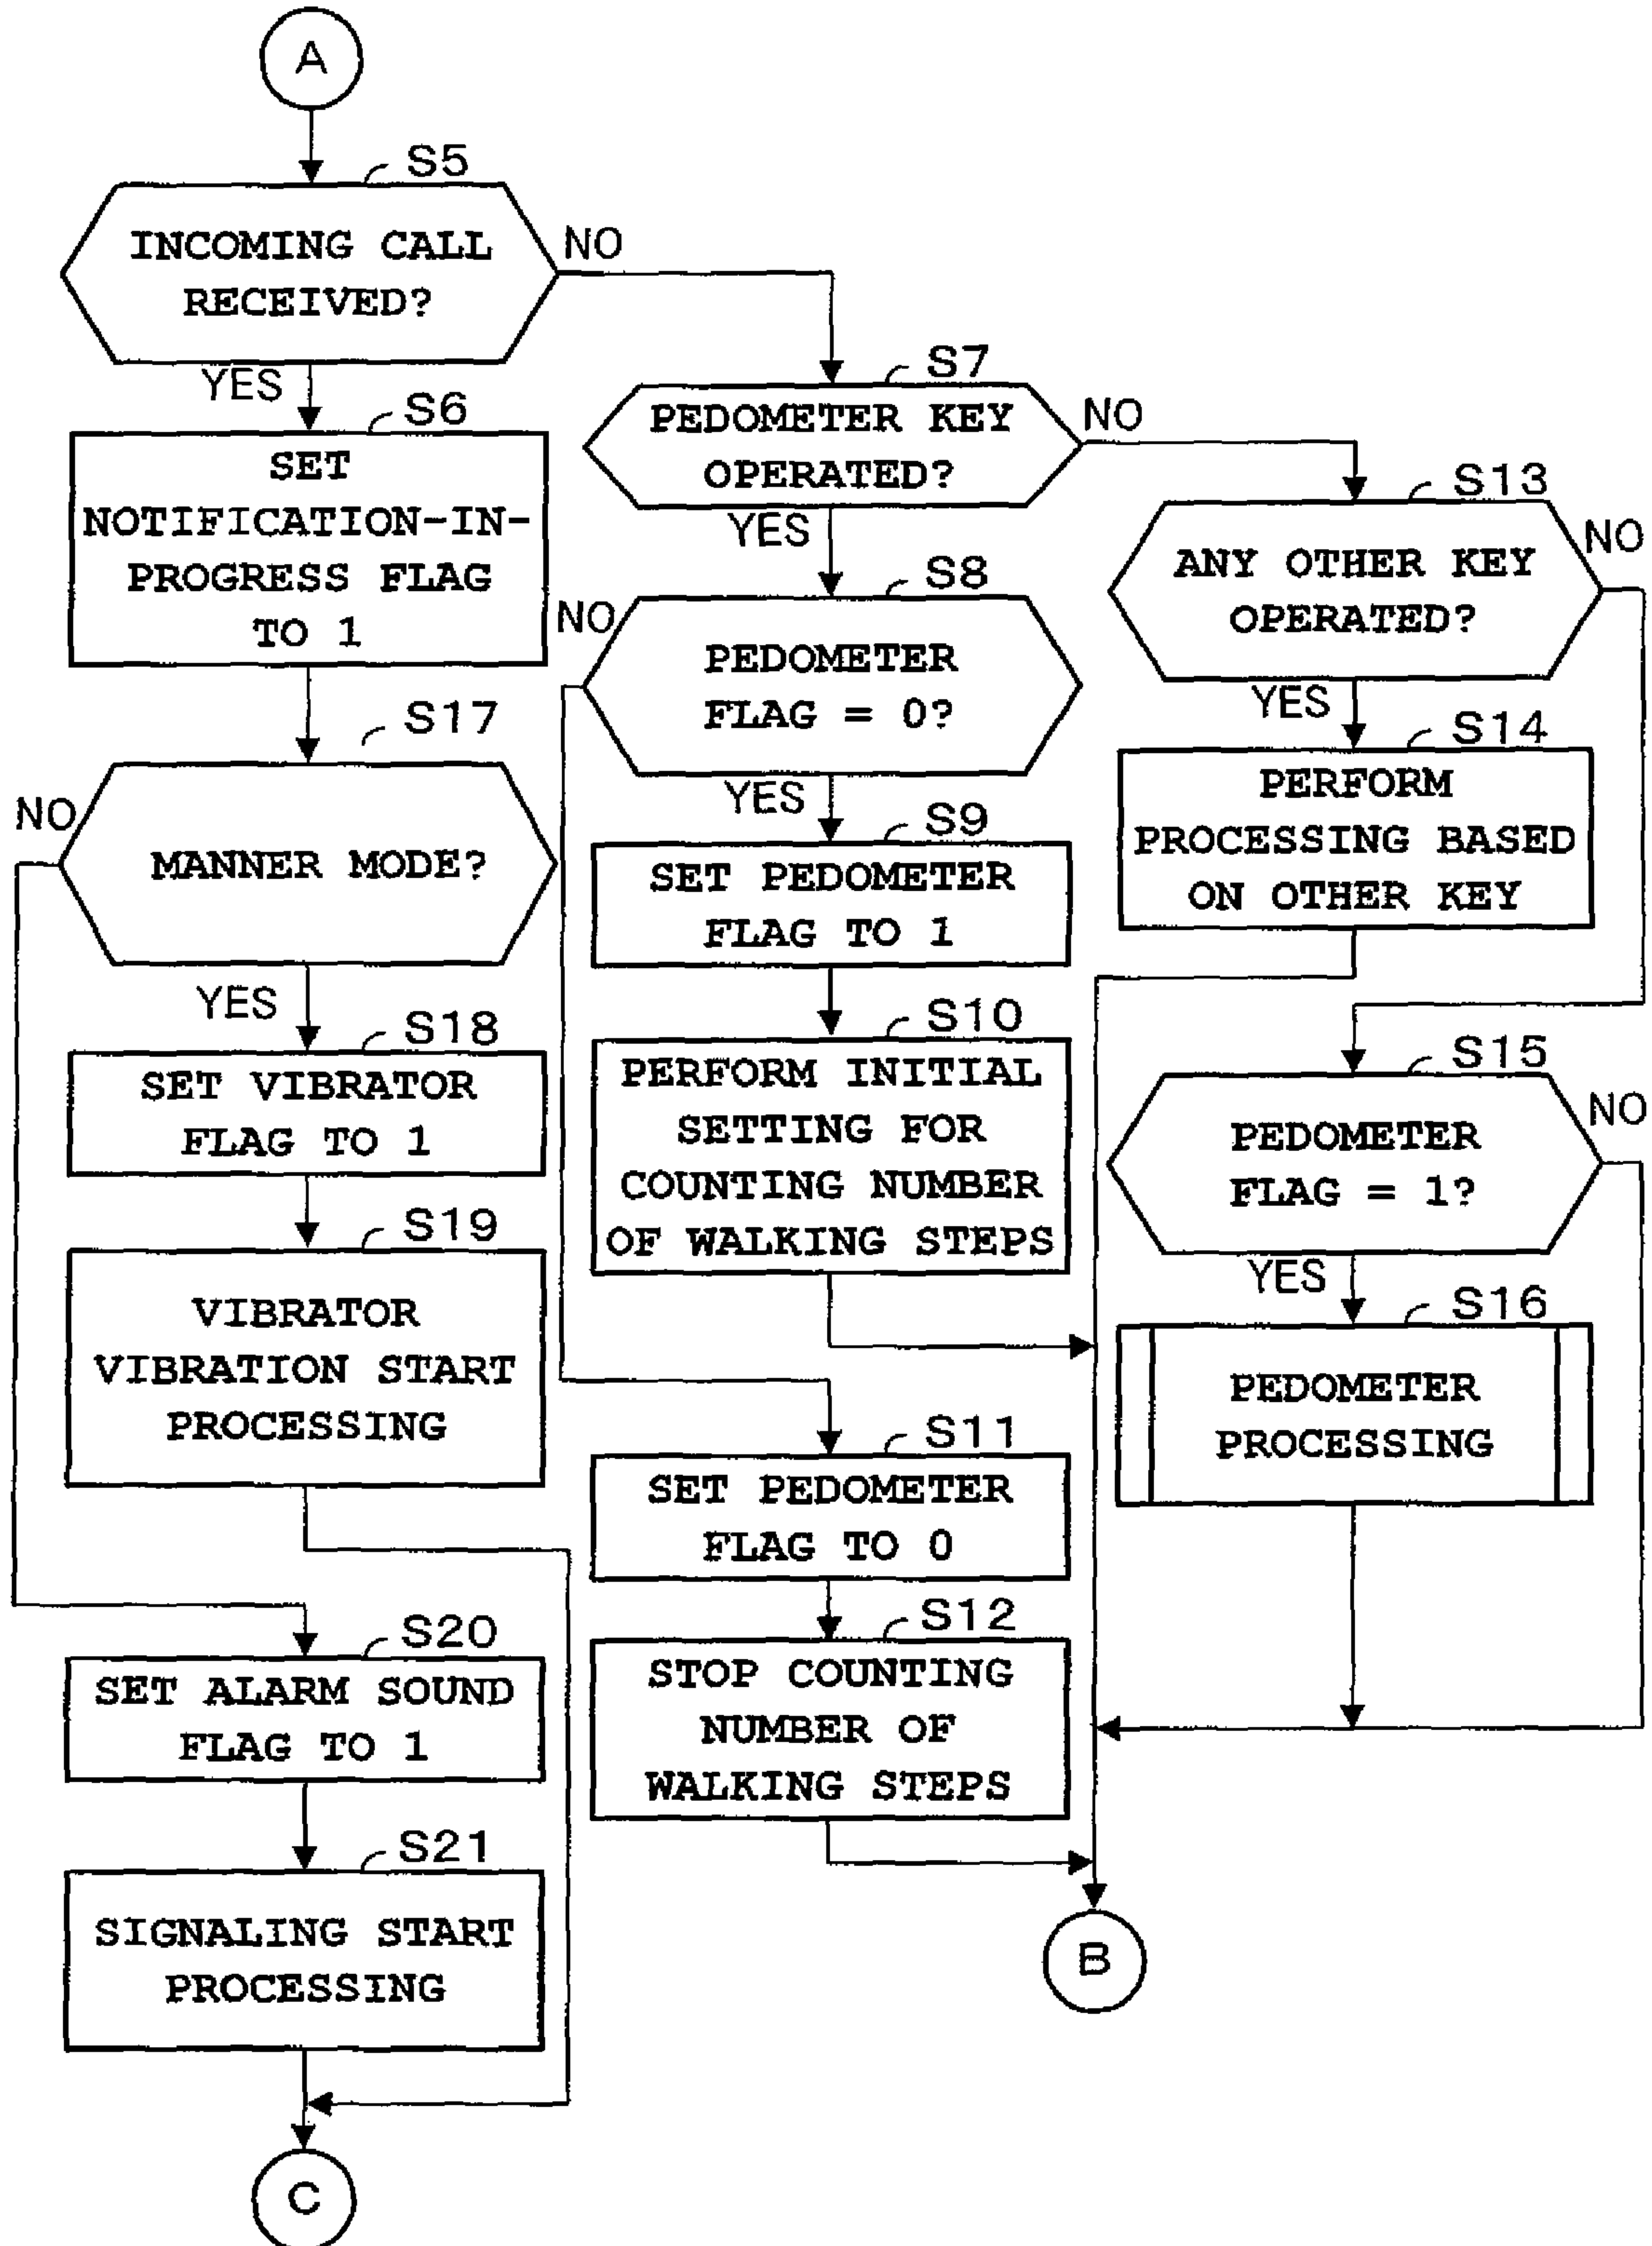 A
S5
INCOMING CALL
RECEIVED?
NO
YES
S6
SET
NOTIFICATION-IN-
PROGRESS FLAG
TO 1
S17
MANNER MODE?
NO
YES
S18
SET VIBRATOR
FLAG TO 1
S19
VIBRATOR
VIBRATION START
PROCESSING
S20
SET ALARM SOUND
FLAG TO 1
S21
SIGNALING START
PROCESSING
C
S7
PEDOMETER KEY
OPERATED?
NO
YES
S8
NO
PEDOMETER
FLAG = 0?
YES
S9
SET PEDOMETER
FLAG TO 1
S10
PERFORM INITIAL
SETTING FOR
COUNTING NUMBER
OF WALKING STEPS
S11
SET PEDOMETER
FLAG TO 0
S12
STOP COUNTING
NUMBER OF
WALKING STEPS
S13
ANY OTHER KEY
OPERATED?
NO
YES
S14
PERFORM
PROCESSING BASED
ON OTHER KEY
S15
PEDOMETER
FLAG = 1?
NO
YES
S16
PEDOMETER
PROCESSING
B